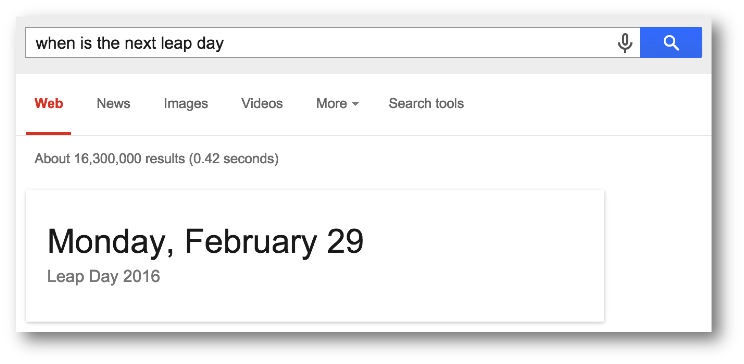 when is the next leap day
Web News Images Videos More Search tools
About 16,300,000 results (0.42 seconds)
Monday, February 29
Leap Day 2016